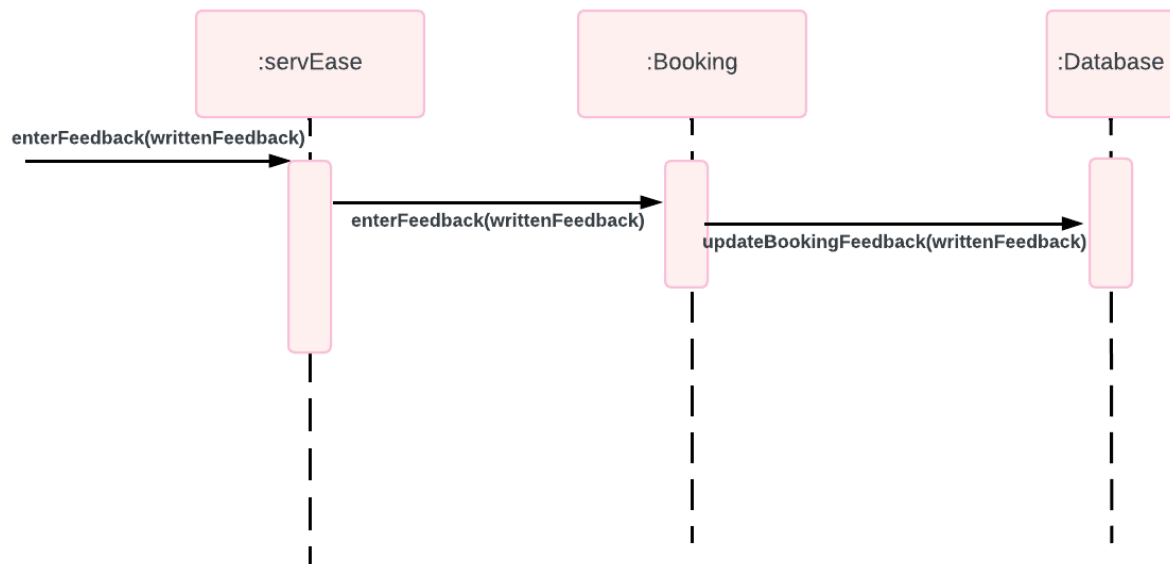 :servEase
:Booking
:Database
enterFeedback(writtenFeedback)
enterFeedback(writtenFeedback)
updateBookingFeedback(writtenFeedback)